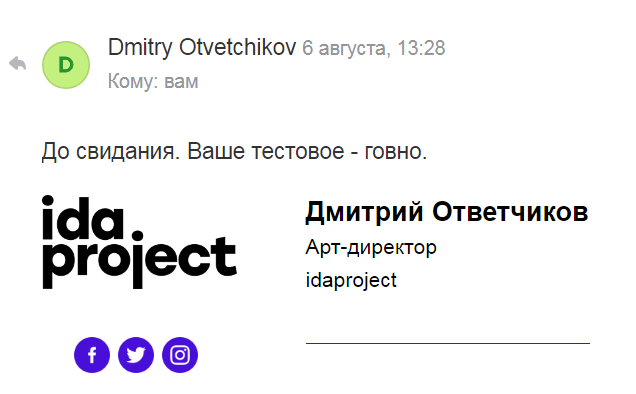 Dmitry Otvetchikov 6 августа, 13:28
D
Кому: вам
До свидания. Ваше тестовое - говно.
ida
project
Дмитрий Ответчиков
Арт-директор
idaproject